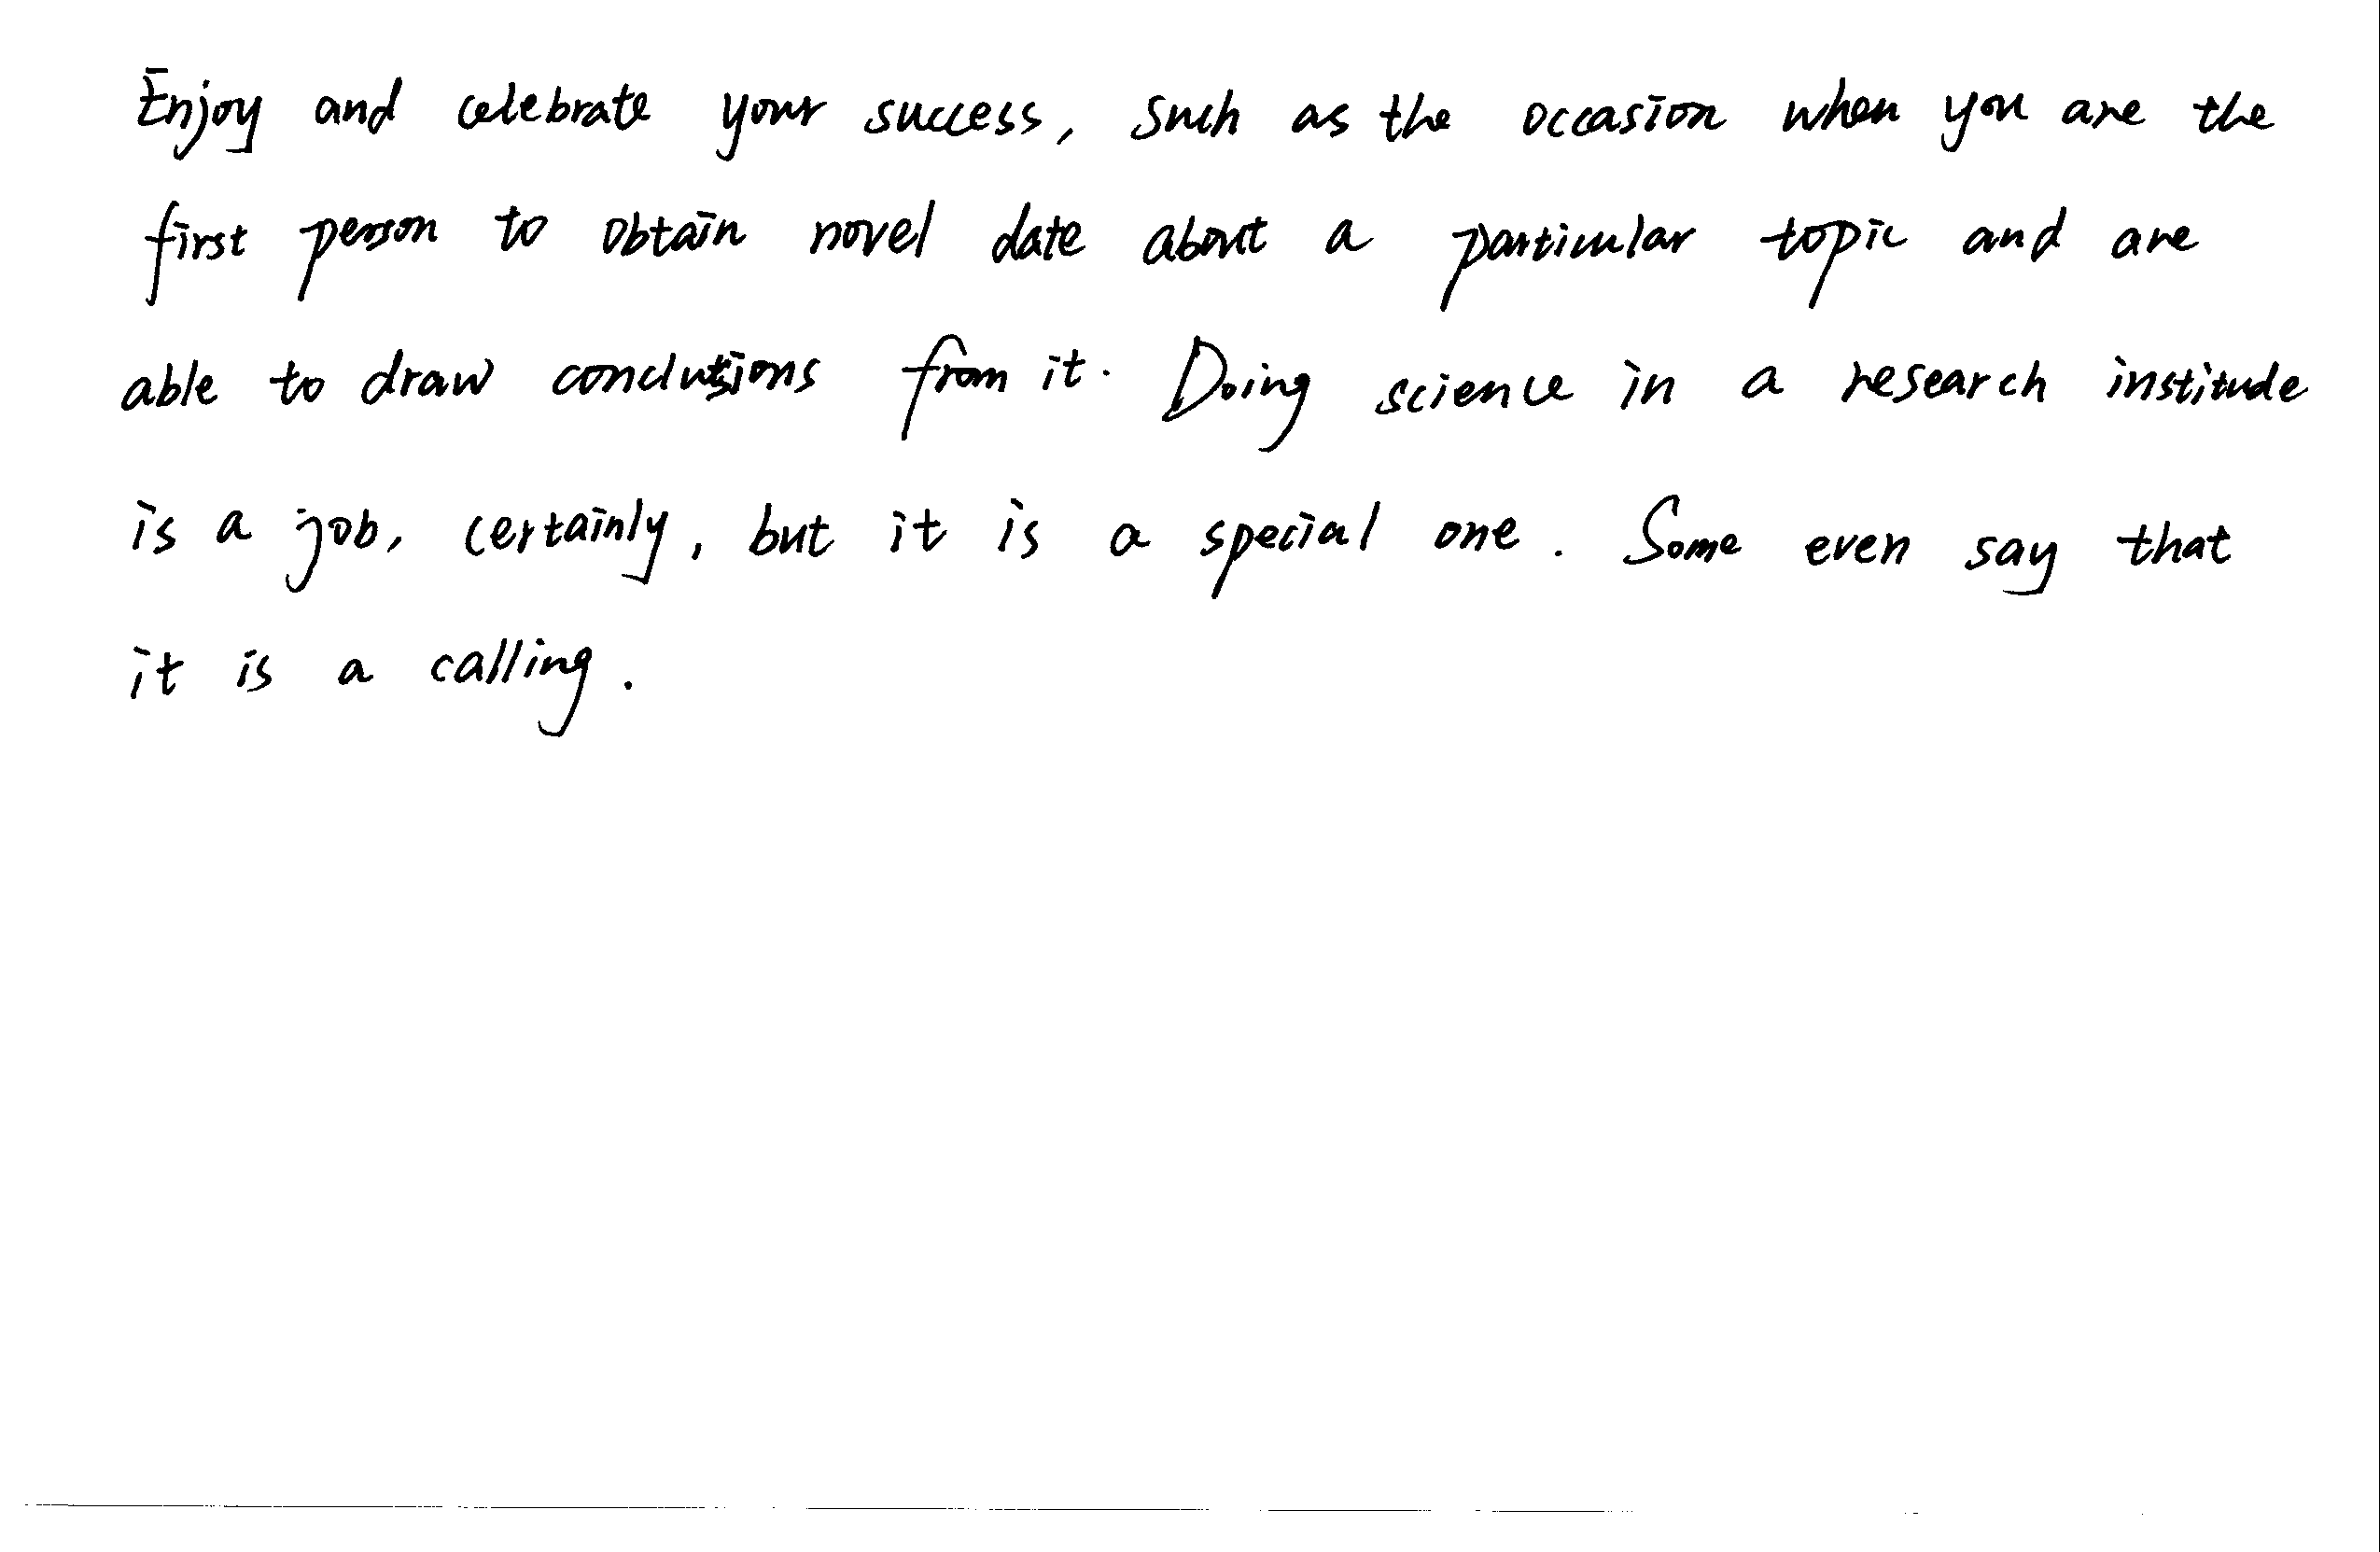 Enjoy and celebrate your success, such as the occasion when you are the
first person to obtain novel date about a particular topic and are
able to draw conclusions from it. Doing science in a research institude
is a job, certainly, but it is a special one. Some even say that
it is a calling.